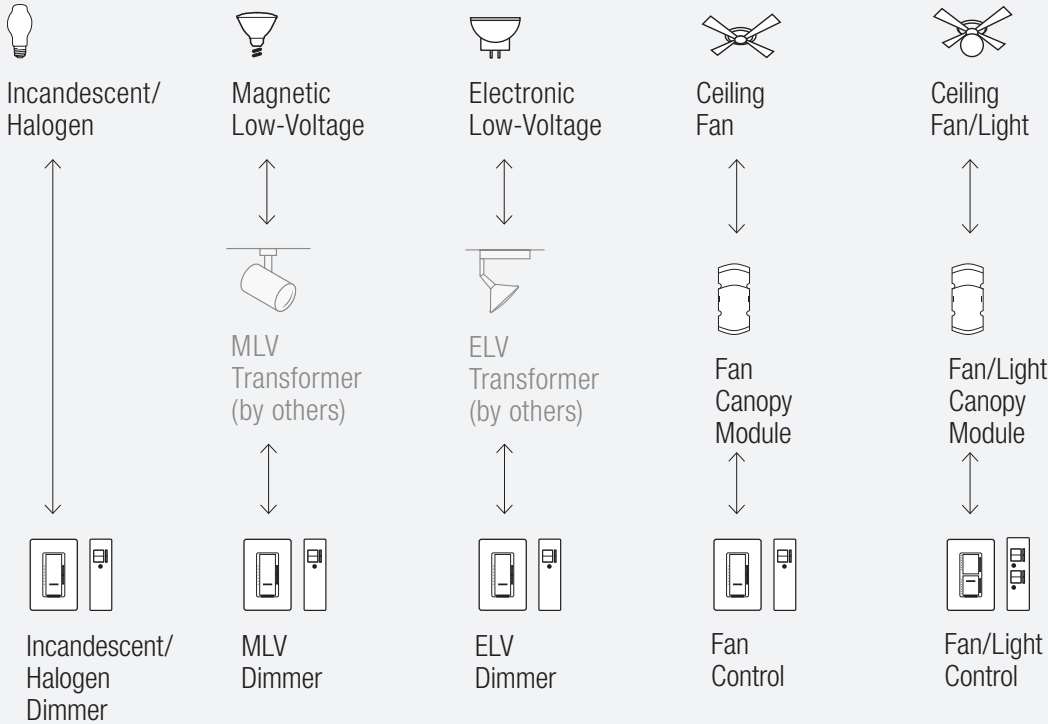 Incandescent/
Halogen
Magnetic
Low-Voltage
Electronic
Low-Voltage
Ceiling
Fan
Ceiling
Fan/Light
MLV
Transformer
(by others)
ELV
Transformer
(by others)
Fan
Canopy
Module
Fan/Light
Canopy
Module
Incandescent/
Halogen
Dimmer
MLV
Dimmer
ELV
Dimmer
Fan
Control
Fan/Light
Control